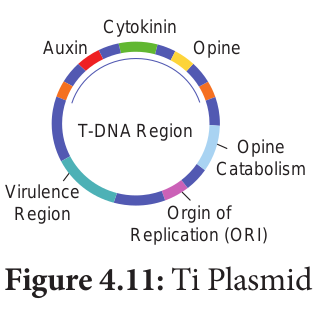 Cytokinin
Auxin
Opine
T-DNA Region
Opine
Catabolism
Virulence
Region
Orgin of
Replication (ORI)
Figure 4.11: Ti Plasmid